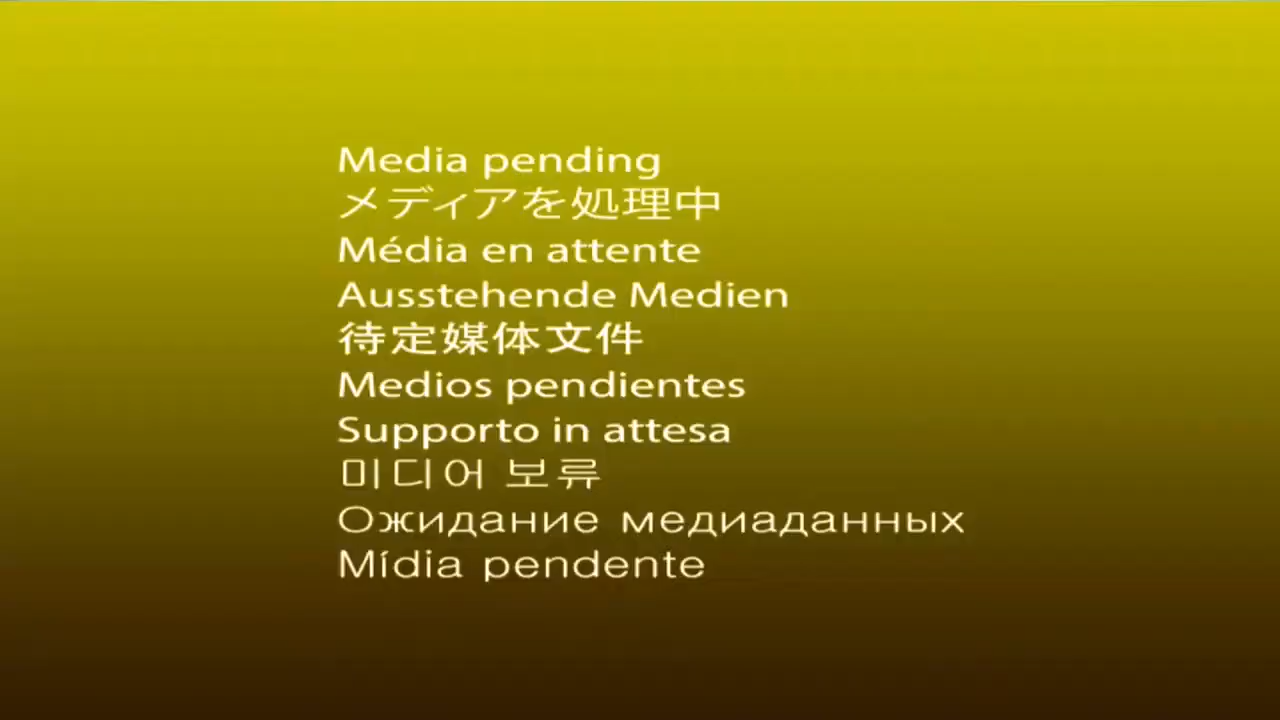 Media pending
メディアを処理中
Média en attente
Ausstehende Medien
待定媒体文件
Medios pendientes
Supporto in attesa
미디어 보류
Ожидание медиаданных
Mídia pendente